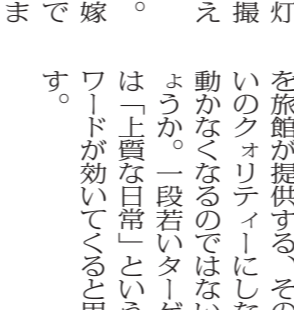 灯
撮
え
。
嫁
で
ま
を旅館が提供する、その
いのクォリティーにしな
動かなくなるのではない
ょうか。一段若いターゲ
は「上質な日常」という
ワードが効いてくると思
す。